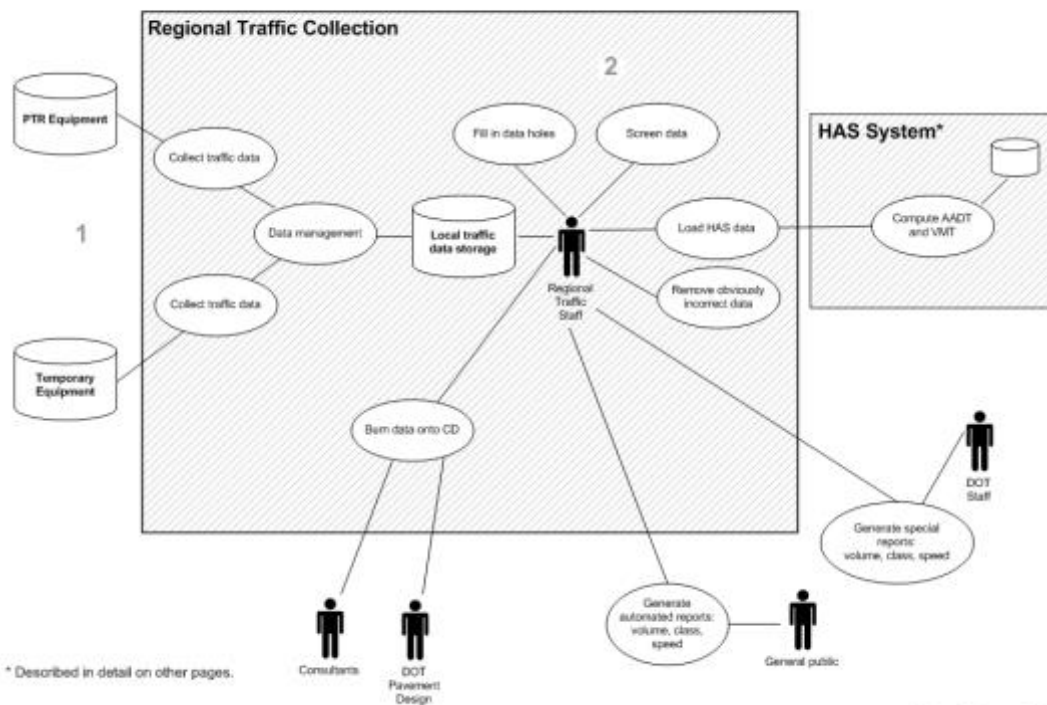 Regional Traffic Collection
2
PTR Equipment
Fill in data holes
Screen data
HAS System*
Collect traffic data
1
Data management
Local traffic
data storage
Load HAS data
Compute AADT
and VMT
Regional
Traffic
Staff
Remove obviously
incorrect data
Collect traffic data
Temporary
Equipment
Burn data onto CD
DOT
Staff
Generate special
reports:
volume, class, speed
Generate
automated reports:
volume, class,
speed
General public
Consultants
DOT
Pavement
Design
* Described in detail on other pages.